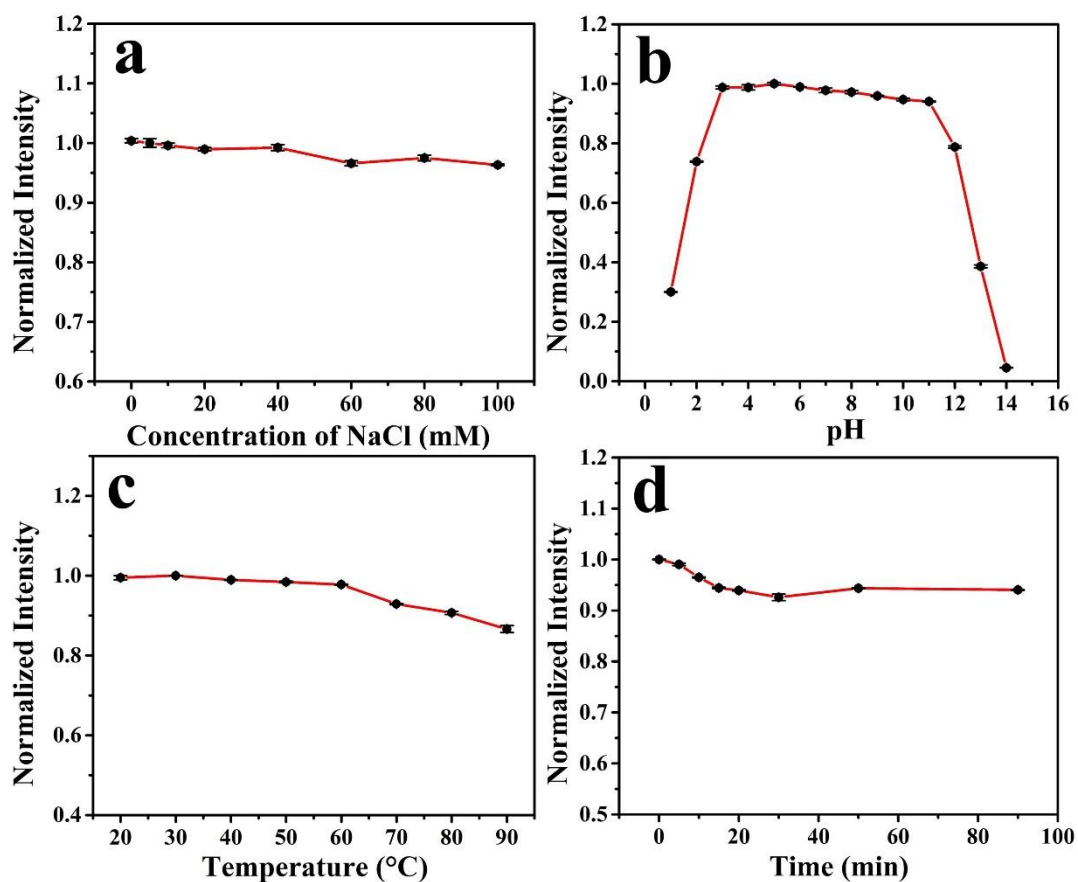 a
Normalized Intensity
1.2
1.1
1.0
0.9
0.8
0.7
0.6
0 20 40 60 80 100
Concentration of NaCl (mM)
b
Normalized Intensity
1.2
1.0
0.8
0.6
0.4
0.2
0.0
0 2 4 6 8 10 12 14 16
pH
c
Normalized Intensity
1.2
1.0
0.8
0.6
0.4
20 30 40 50 60 70 80 90
Temperature (°C)
d
Normalized Intensity
1.2
1.1
1.0
0.9
0.8
0.7
0.6
0.5
0 20 40 60 80 100
Time (min)